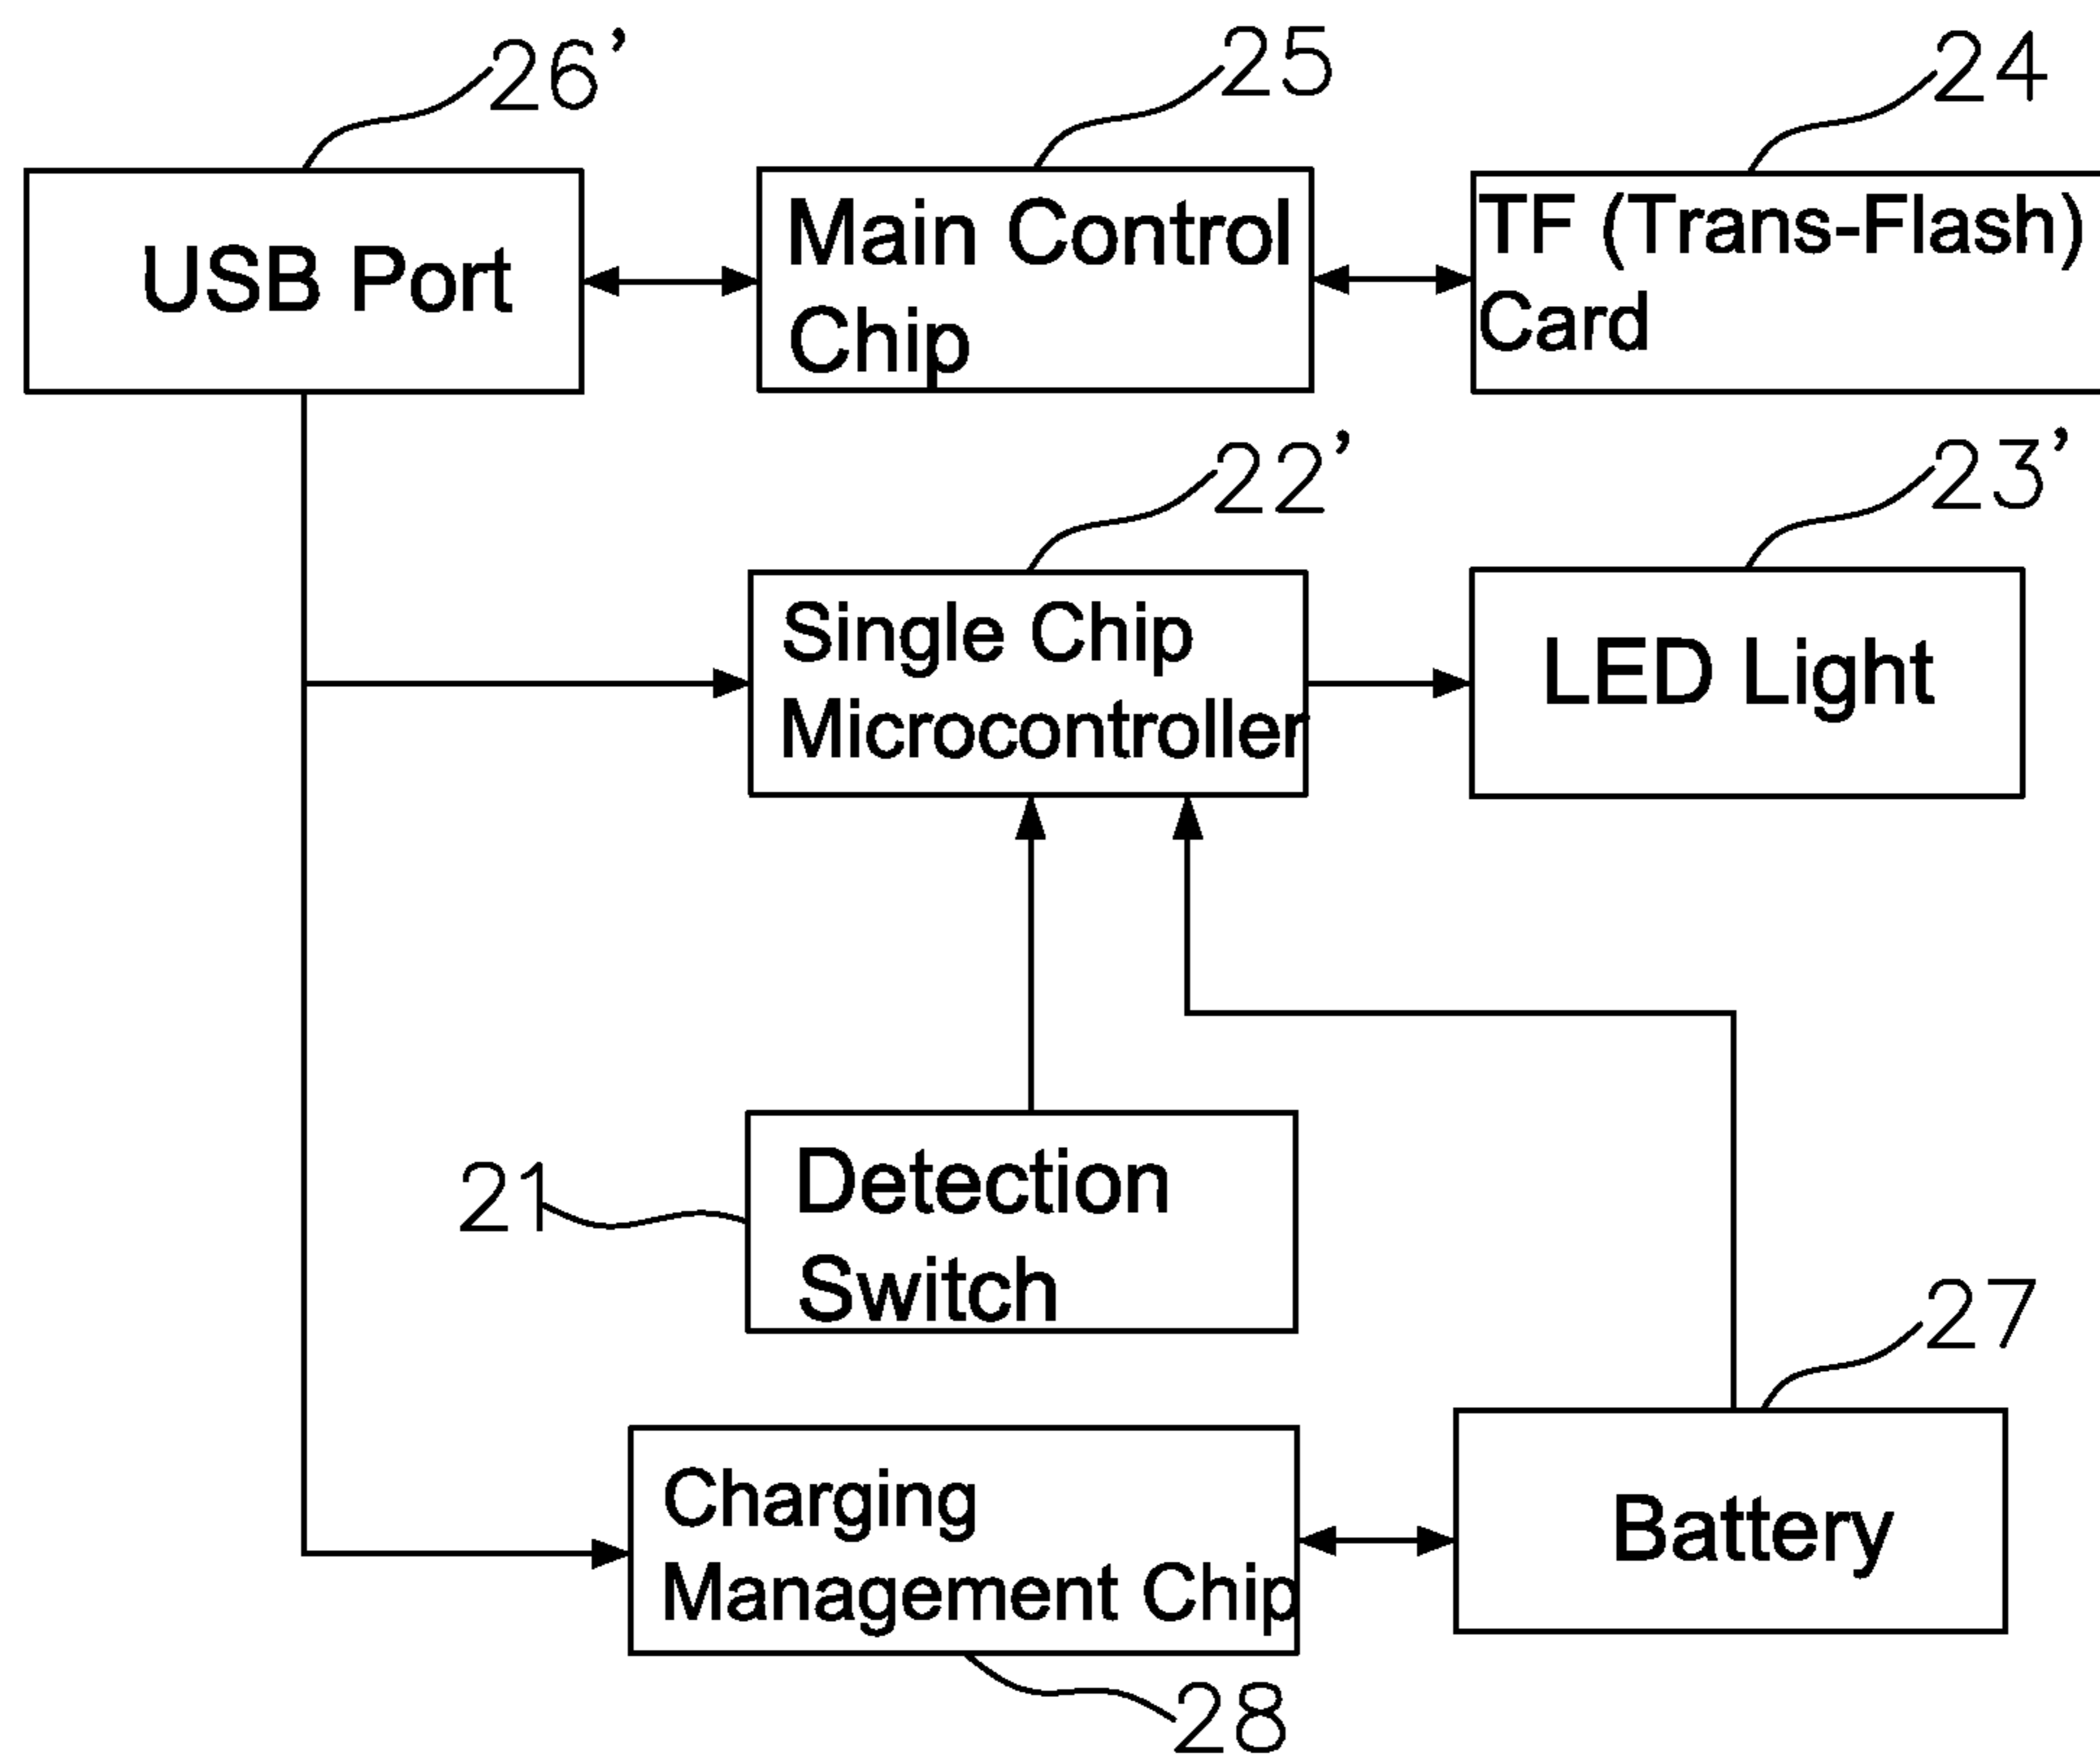 26’
25
24
USB Port
Main Control
Chip
TF (Trans-Flash)
Card
22’
23’
Single Chip
Microcontroller
LED Light
21
Detection
Switch
27
Charging
Management Chip
Battery
28